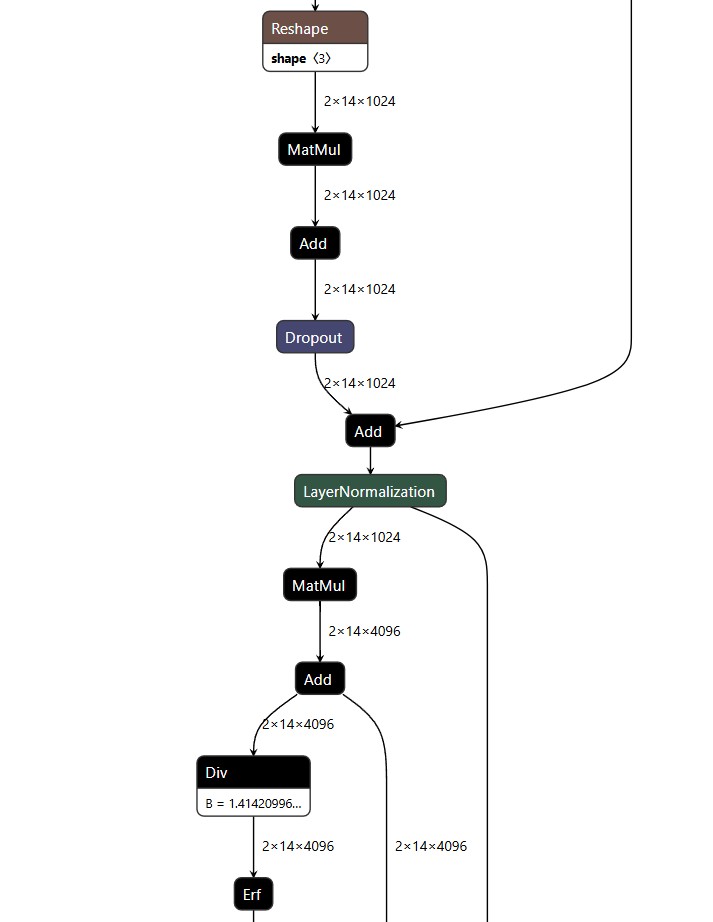 Reshape
shape 〈3〉
2×14×1024
MatMul
2×14×1024
Add
2×14×1024
Dropout
2×14×1024
Add
LayerNormalization
2×14×1024
MatMul
2×14×4096
Add
2×14×4096
Div
B = 1.41420996...
2×14×4096
2×14×4096
Erf